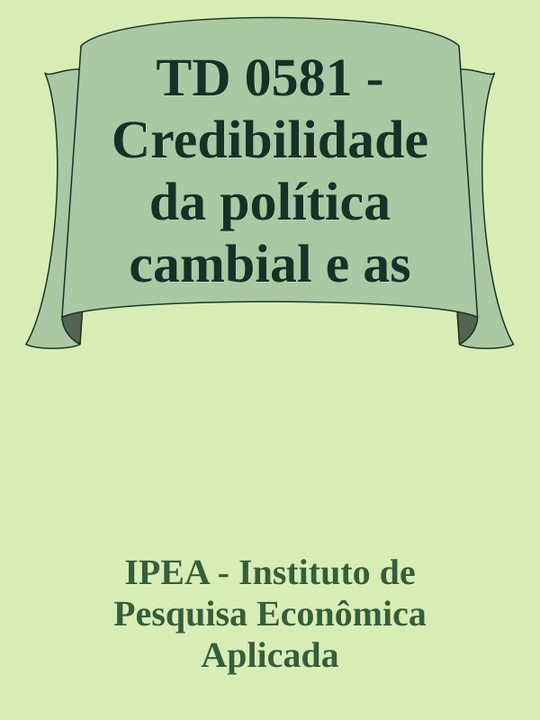 TD 0581 -
Credibilidade
da política
cambial e as
IPEA - Instituto de
Pesquisa Econômica
Aplicada